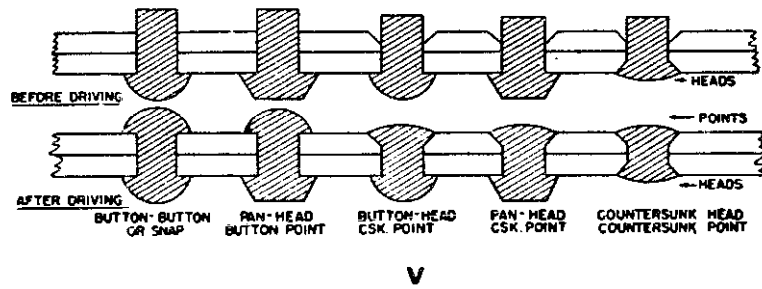 HEADS
BEFORE DRIVING
POINTS
HEADS
AFTER DRIVING
BUTTON-BUTTON
OR SNAP
PAN-HEAD
BUTTON POINT
BUTTON-HEAD
CSK. POINT
PAN-HEAD
CSK. POINT
COUNTERSUNK HEAD
COUNTERSUNK POINT
V